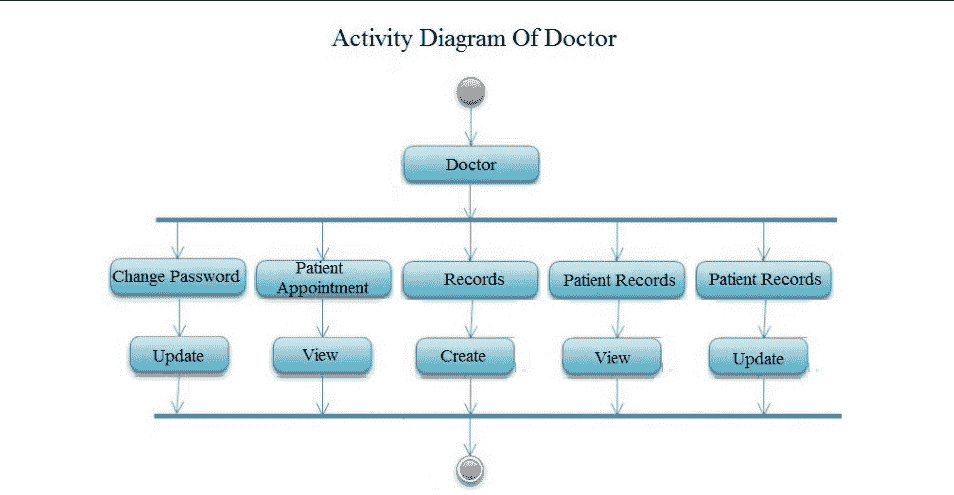 Activity Diagram Of Doctor
Doctor
Change Password
Patient
Appointment
Records
Patient Records
Patient Records
Update
View
Create
View
Update